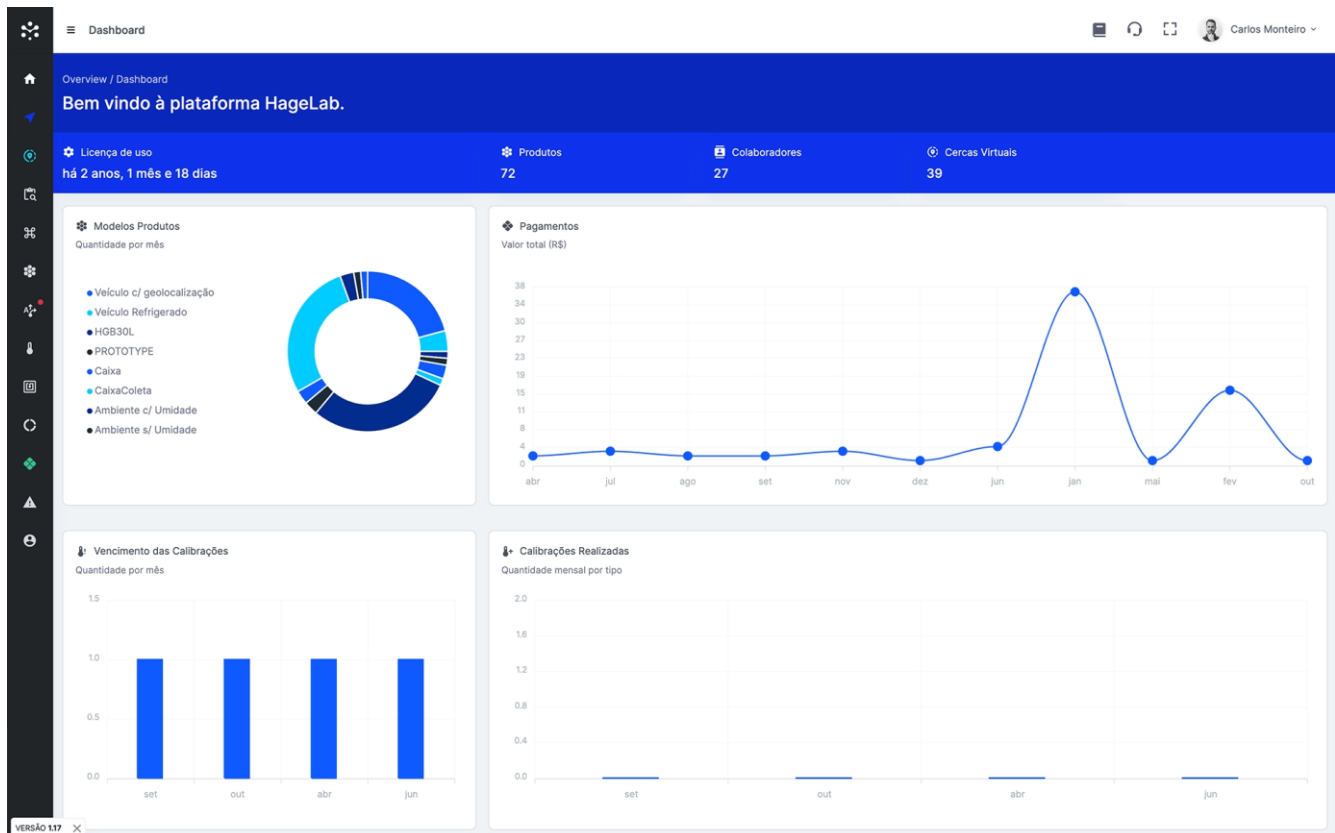 Dashboard
Carlos Monteiro
Overview / Dashboard
Bem vindo à plataforma HageLab.
Licença de uso
há 2 anos, 1 mês e 18 dias
Produtos
72
Colaboradores
27
Cercas Virtuais
39
Modelos Produtos
Quantidade por mês
Veículo c/ geolocalização
Veículo Refrigerado
HGB30L
PROTOTYPE
Caixa
CaixaColeta
Ambiente c/ Umidade
Ambiente s/ Umidade
Pagamentos
Valor total (R$)
38
34
30
27
23
19
15
11
8
4
0
abr jul ago set nov dez jun jan mai fev out
Vencimento das Calibrações
Quantidade por mês
1.5
1.0
0.5
0.0
set out abr jun
Calibrações Realizadas
Quantidade mensal por tipo
2.0
1.6
1.2
0.8
0.4
0.0
set out abr jun
VERSÃO 1.17